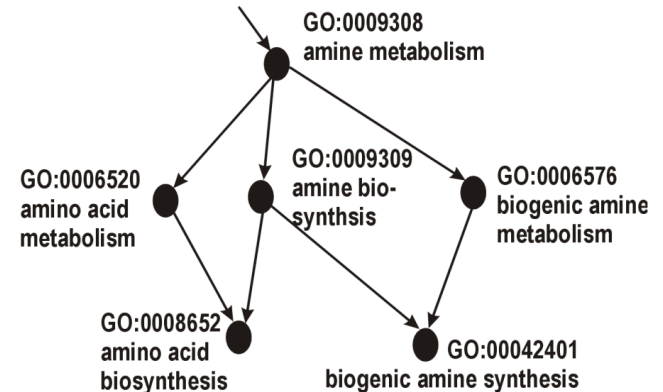 GO:0009308
amine metabolism
GO:0006520
amino acid
metabolism
GO:0009309
amine bio-
synthsis
GO:0006576
biogenic amine
metabolism
GO:0008652
amino acid
biosynthesis
GO:00042401
biogenic amine synthesis